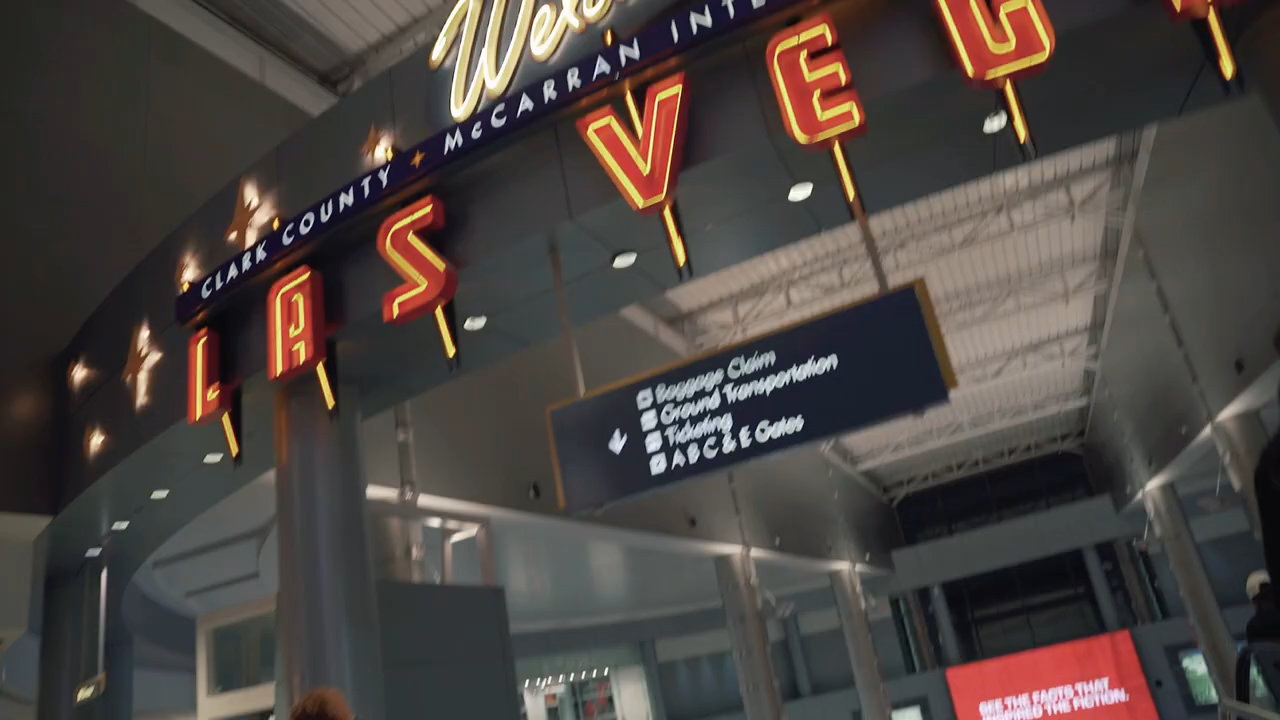 Welco
CLARK COUNTY McCARRAN INTE
LAS VEG
Baggage Claim
Ground Transportation
Ticketing
A B C & E Gates
SEE THE FACTS THAT
INSPIRED THE FICTION.